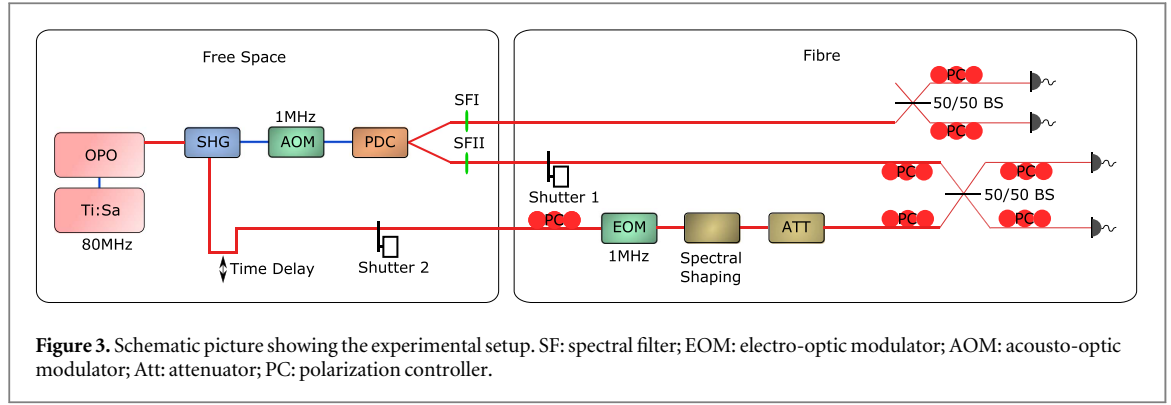 Free Space
Fibre
PC
50/50 BS
PC
SFI
1MHz
OPO
SHG
AOM
PDC
SFII
Ti:Sa
80MHz
Shutter 1
PC
PC
50/50 BS
PC
PC
Time Delay
Shutter 2
PC
EOM
1MHz
Spectral
Shaping
ATT
Figure 3. Schematic picture showing the experimental setup. SF: spectral filter; EOM: electro-optic modulator; AOM: acousto-optic
modulator; Att: attenuator; PC: polarization controller.